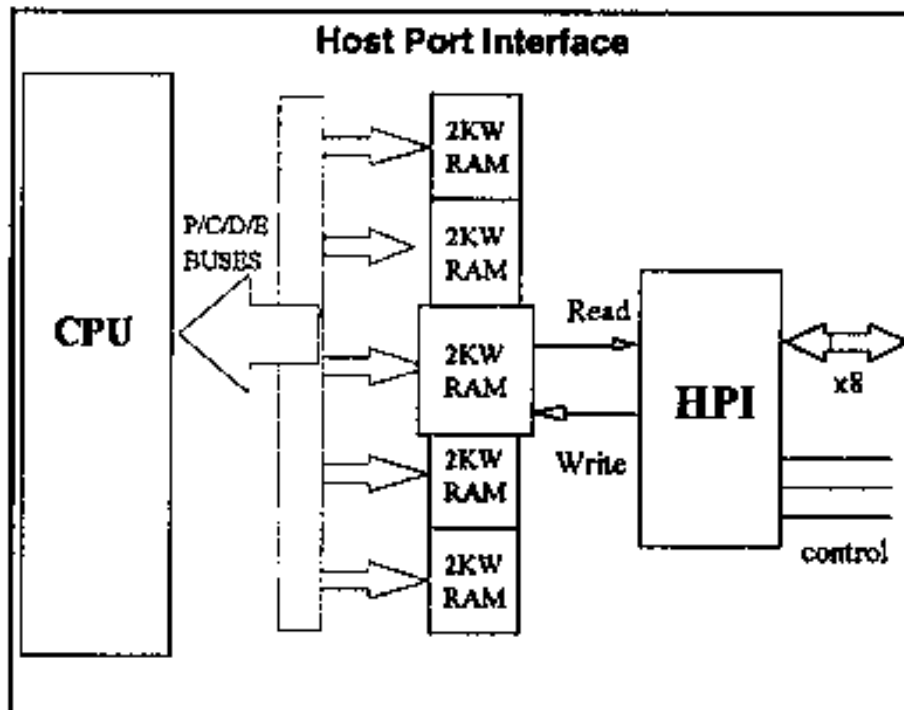 Host Port Interface
CPU
P/C/D/E
BUSES
2KW
RAM
2KW
RAM
2KW
RAM
2KW
RAM
2KW
RAM
Read
Write
HPI
x8
control